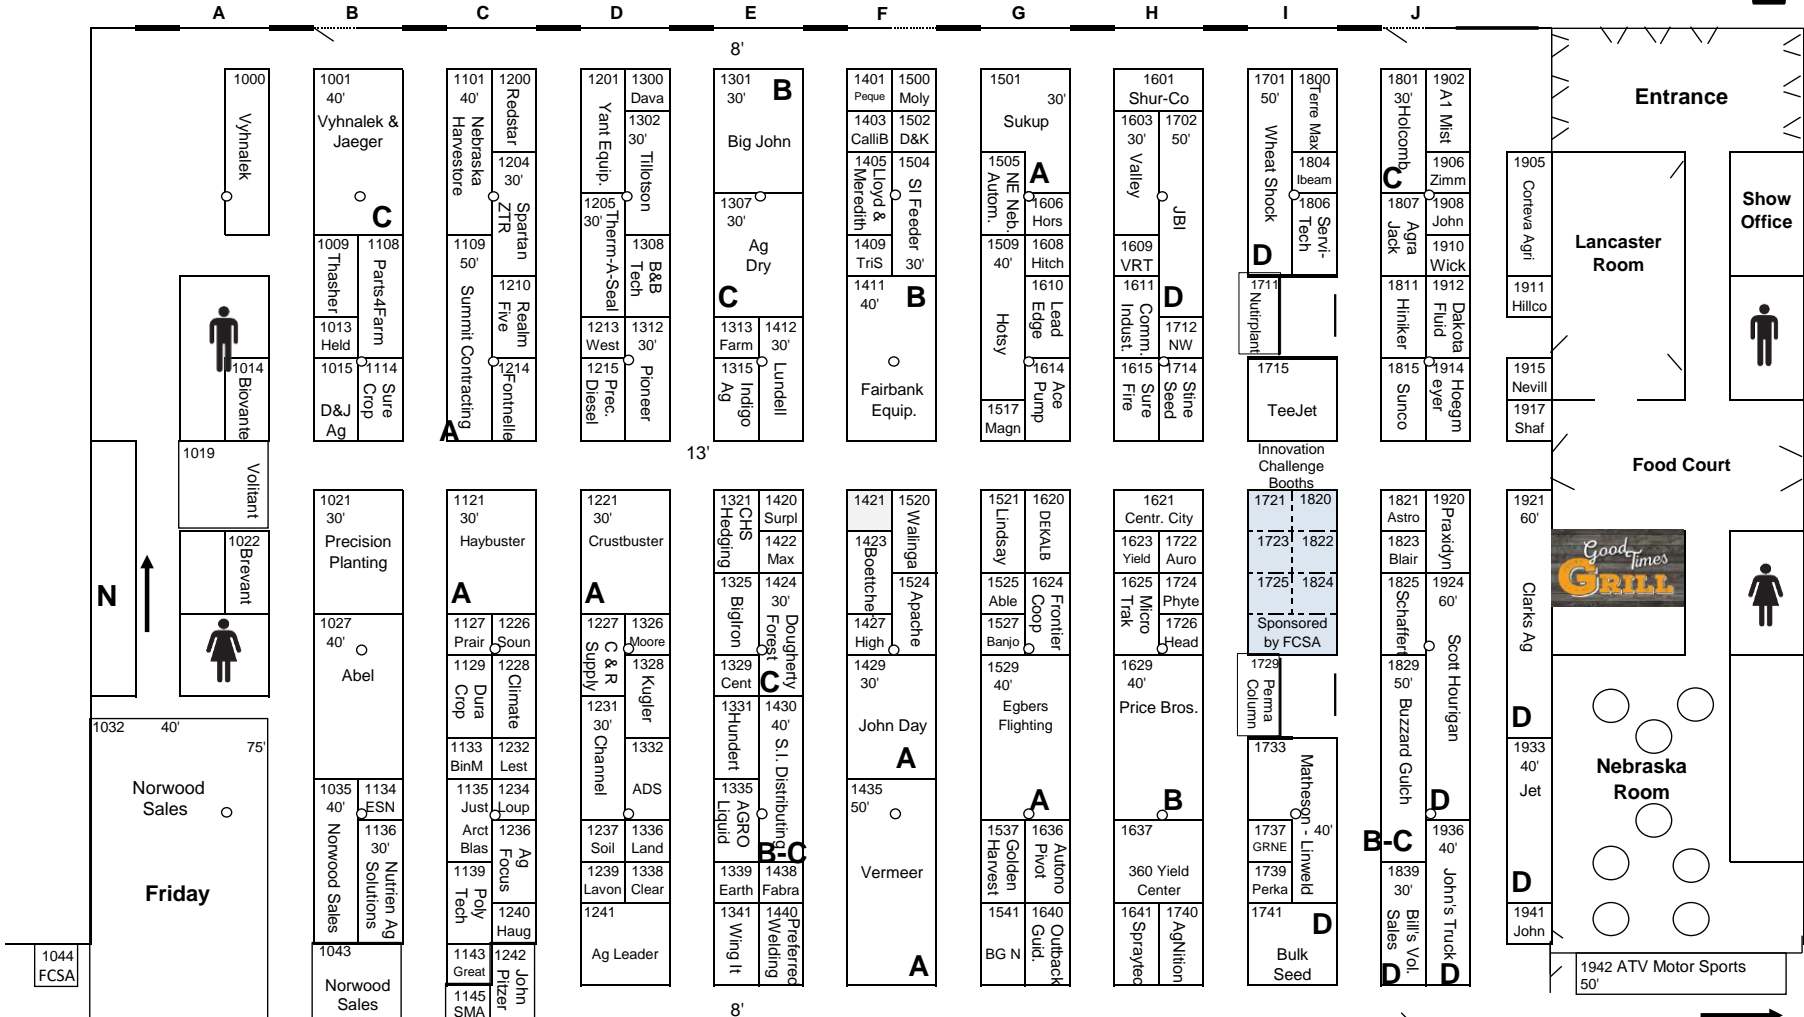 A B C D E F G H I J
8'
1000
Vyhnalek
1014
Biovante
1019
Volitant
1022
Brevant
N
1032 40'
75'
Norwood
Sales
Friday
1044
FCSA
1001
40'
Vyhnalek &
Jaeger
C
1009
Thasher
1108
Parts4Farm
1013
Held
1015
D&J
Ag
1114
Sure
Crop
1021
30'
Precision
Planting
1027
40'
Abel
1035
40'
Norwood Sales
1134
ESN
1136
30'
Nutrien Ag
Solutions
1043
Norwood
Sales
1101
40'
Nebraska
Harvestore
1200
Redstar
1204
30'
Spartan
ZTR
1109
50'
Summit Contracting
A
1210
Realm
Five
1214
Fontnelle
1121
30'
Haybuster
A
1127
Prair
1226
Soun
1129
Dura
Crop
1228
Climate
1133
BinM
1232
Lest
1135
Just
Arct
Blas
1234
Loup
1236
Ag
Focus
1139
Poly
Tech
1240
Haug
1143
Great
1242
John
Pitzer
1145
SMA
1201
Yant Equip.
1300
Dava
1302
30'
Tillotson
1205
30'
Therm-A-Seal
1308
B&B
Tech
1213
West
1312
30'
Pioneer
1215
Prec.
Diesel
1221
30'
Crustbuster
A
1227
C & R
Supply
1326
Moore
1328
Kugler
1231
30'
Channel
1332
ADS
1237
Soil
1336
Land
1239
Lavon
1338
Clear
1241
Ag Leader
1301
30'
B
Big John
1307
30'
Ag
Dry
C
1313
Farm
1412
30'
Lundell
1315
Indigo
Ag
13'
1321
CHS
Hedging
1420
Surpl
1422
Max
1325
BigIron
1424
30'
Dougherty
Forest
1329
Cent
C
1331
Hundert
1430
40'
S.I. Distributing
1335
AGRO
Liquid
B-C
1339
Earth
1438
Fabra
1341
Wing It
1440
Preferred
Welding
8'
1401
Peque
1500
Moly
1403
CalliB
1502
D&K
1405
Lloyd &
Meredith
1504
SI Feeder
30'
1409
TriS
1411
40'
B
Fairbank
Equip.
1421
1520
Walinga
1423
Boettcher
1524
Apache
1427
High
1429
30'
John Day
A
1435
50'
Vermeer
A
1501
30'
Sukup
1505
NE Neb.
Autom.
A
1606
Hors
1509
40'
Hotsy
1608
Hitch
1610
Lead
Edge
1614
Ace
Pump
1517
Magn
1521
Lindsay
1620
DEKALB
1525
Able
1624
Frontier
Coop
1527
Banjo
1529
40'
Egbers
Flighting
A
1537
Golden
Harvest
1636
Autono
Pivot
1541
BG N
1640
Outback
Guid.
1601
Shur-Co
1603
30'
Valley
1702
50'
JBI
1609
VRT
1611
Comm.
Indust.
D
1712
NW
1615
Sure
Fire
1714
Stine
Seed
1621
Centr. City
1623
Yield
1722
Auro
1625
Micro
Trak
1724
Phyte
1726
Head
1629
40'
Price Bros.
B
1637
360 Yield
Center
1641
Spraytec
1740
AgNition
1701
50'
Wheat Shock
D
1800
Terre Max
1804
Ibeam
1806
Servi-
Tech
1711
Nutirplant
1715
TeeJet
Innovation
Challenge
Booths
1721 1820
1723 1822
1725 1824
Sponsored
by FCSA
1729
Perma
Column
1733
Matheson - Linweld
40'
1737
GRNE
1739
Perka
1741
D
Bulk
Seed
1801
30'
Holcomb
C
1902
A1 Mist
1906
Zimm
1807
Agra
Jack
1908
John
1910
Wick
1811
Hiniker
1912
Dakota
Fluid
1815
Sunco
1914
Hoegm
eyer
1821
Astro
1920
Praxidyn
1823
Blair
1825
Schaffert
1924
60'
Scott Hourigan
D
1829
50'
Buzzard Gulch
B-C
1936
40'
John's Truck
D
1839
30'
Bill's Vol.
Sales
D
1905
Corteva Agri
1911
Hillco
1915
Nevill
1917
Shaf
1921
60'
Clarks Ag
D
1933
40'
Jet
D
1941
John
Entrance
Lancaster
Room
Show
Office
Food Court
Good
Times
GRILL
Nebraska
Room
1942 ATV Motor Sports
50'